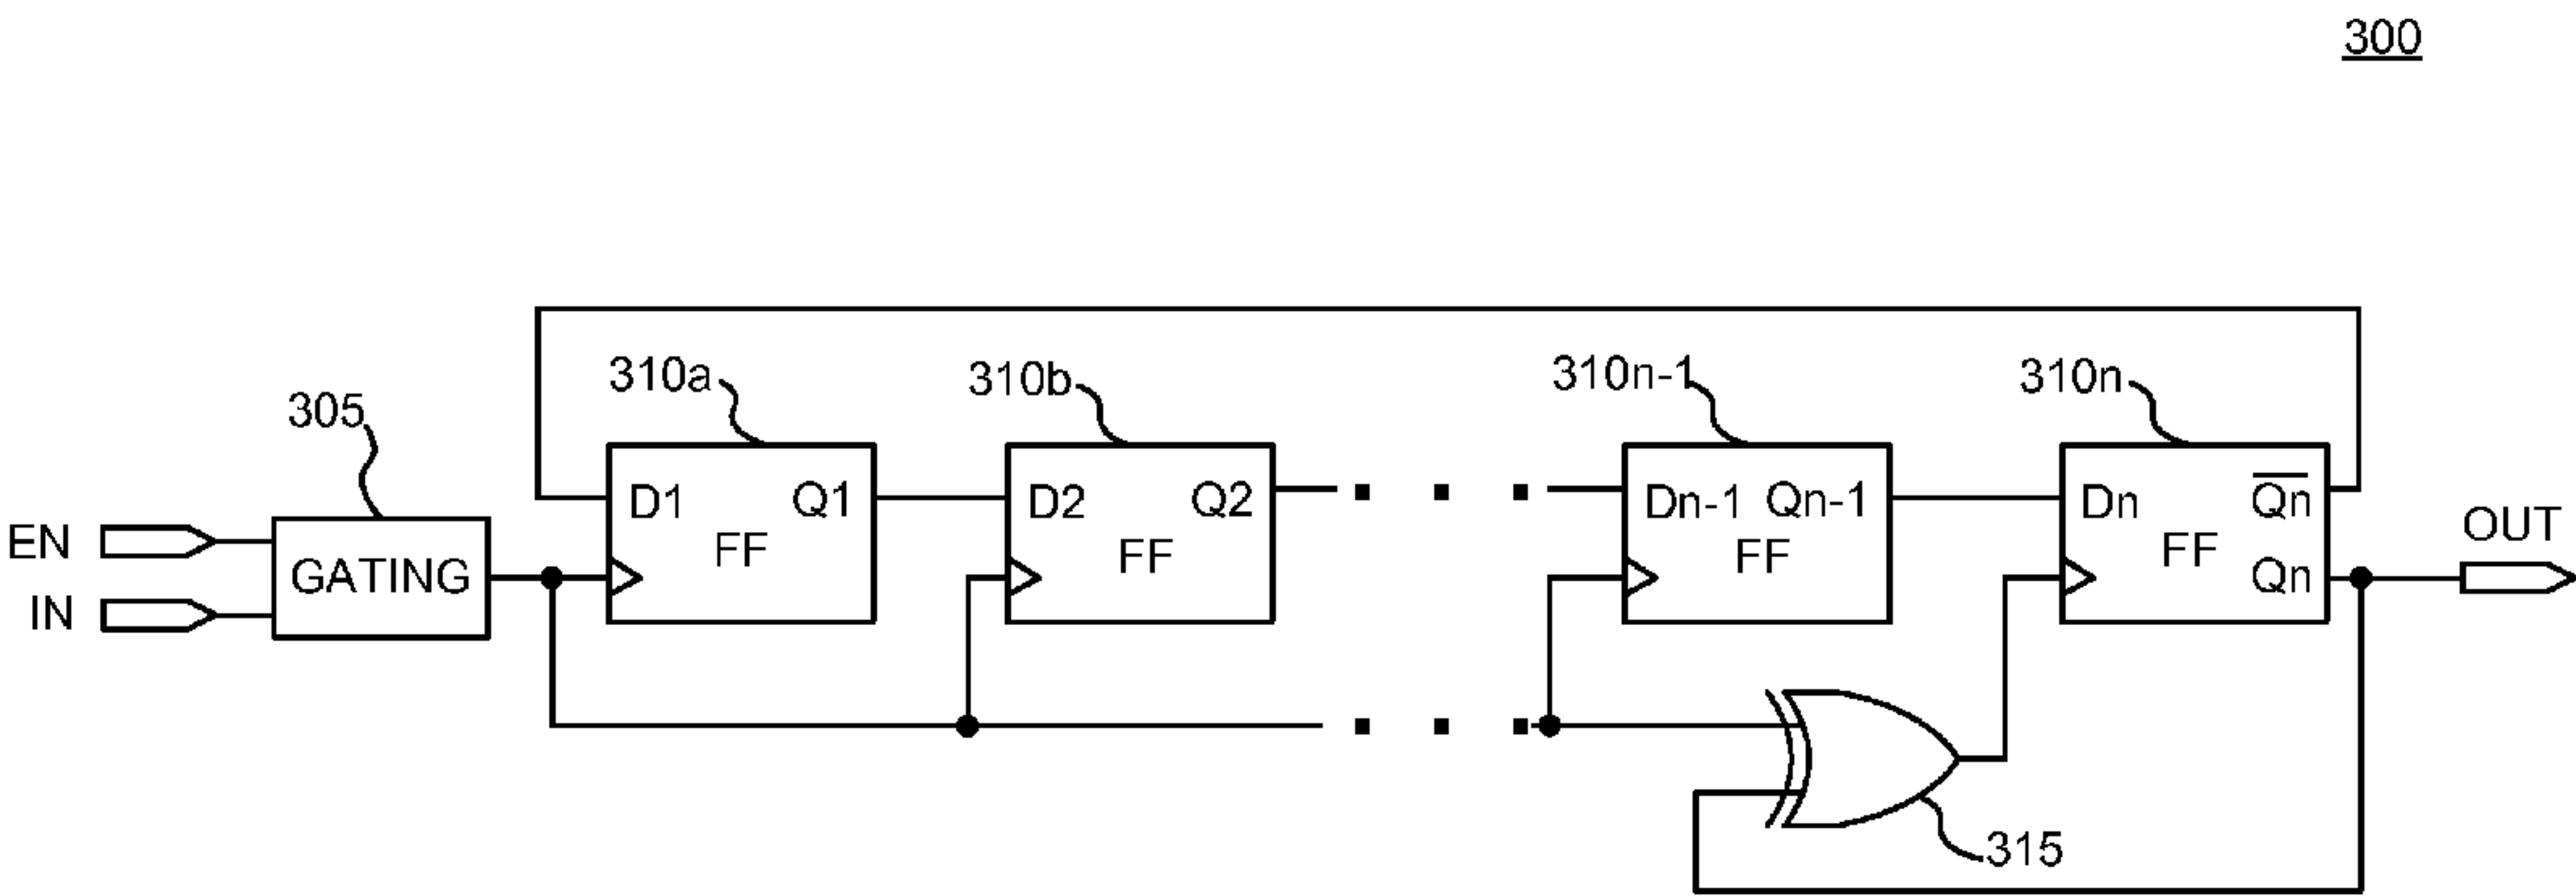 300
310a
310b
310n-1
310n
305
D1 Q1
FF
D2 Q2
FF
Dn-1 Qn-1
FF
Dn Q̅n̅
FF
Qn
OUT
EN
GATING
IN
315